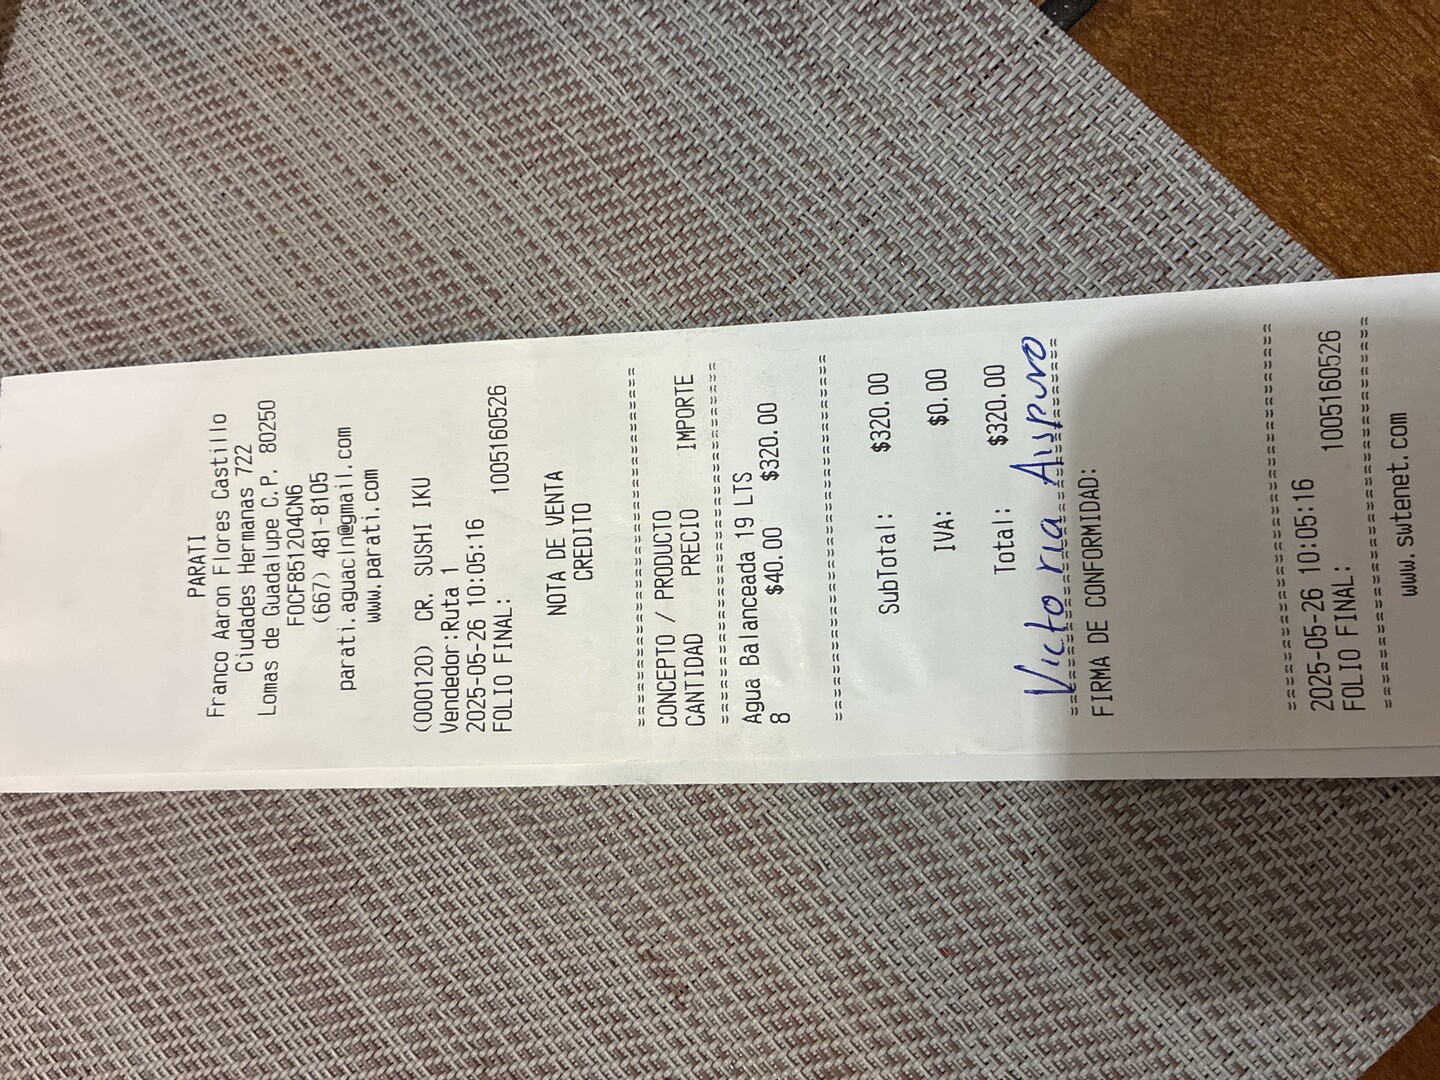 PARATI
Franco Aaron Flores Castillo
Ciudades Hermanas 722
Lomas de Guadalupe C.P. 80250
FOCF851204CN6
(667) 481-8105
parati.aguacln@gmail.com
www.parati.com
(000120) CR. SUSHI IKU
Vendedor:Ruta 1
2025-05-26 10:05:16
FOLIO FINAL: 1005160526
NOTA DE VENTA
CREDITO
================================
CONCEPTO / PRODUCTO
CANTIDAD PRECIO IMPORTE
================================
Agua Balanceada 19 LTS
8 $40.00 $320.00
================================
SubTotal: $320.00
IVA: $0.00
Total: $320.00
Victoria
================================
FIRMA DE CONFORMIDAD:
================================
2025-05-26 10:05:16
FOLIO FINAL: 1005160526
================================
www.swtenet.com